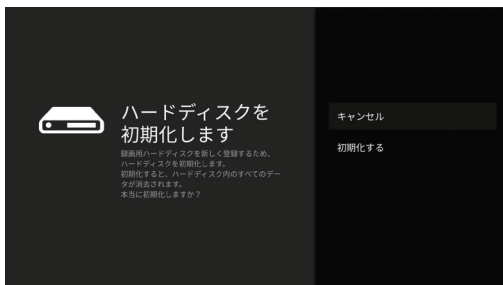 ハードディスクを
初期化します
録画用ハードディスクを新しく登録するため、
ハードディスクを初期化します。
初期化すると、ハードディスク内のすべてのデー
タが消去されます。
本当に初期化しますか？
キャンセル
初期化する